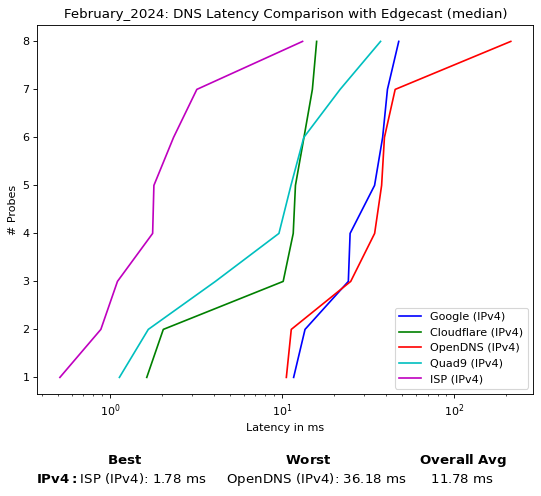 February_2024: DNS Latency Comparison with Edgecast (median)
8
7
6
5
4
3
2
1
# Probes
10^0 10^1 10^2
Latency in ms
Google (IPv4)
Cloudflare (IPv4)
OpenDNS (IPv4)
Quad9 (IPv4)
ISP (IPv4)
Best Worst Overall Avg
IPv4: ISP (IPv4): 1.78 ms OpenDNS (IPv4): 36.18 ms 11.78 ms